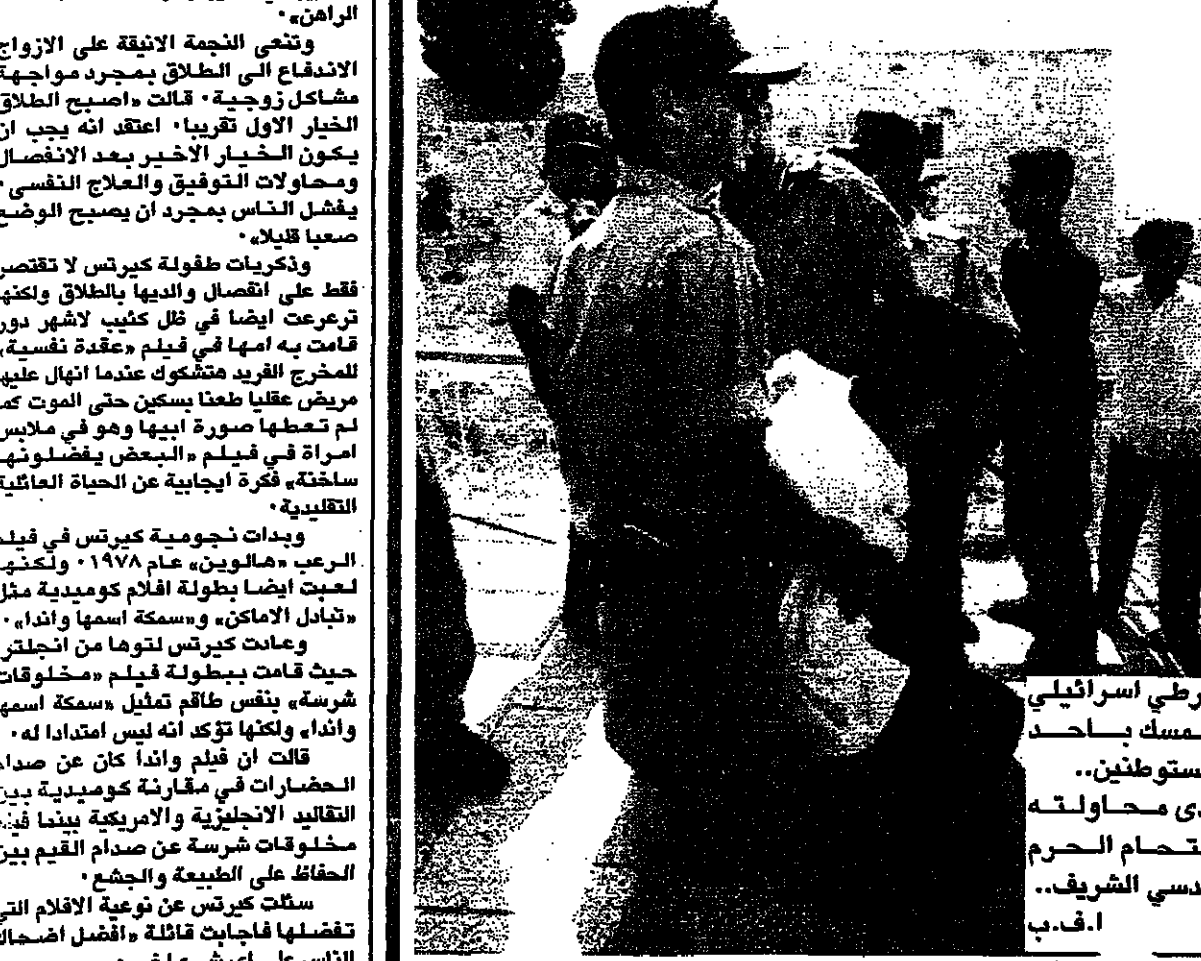 الراهن».
وتنعى النجمة الانيقة على الازواج
الاندفاع الى الطلاق بمجرد مواجهة
مشاكل زوجية. قالت «اصبح الطلاق
الخيار الاول تقريبا. اعتقد انه يجب ان
يكون الخيار الاخير بعد الانفصال
ومحاولات التوفيق والعلاج النفسي.
يفشل الناس بمجرد ان يصبح الوضع
صعبا قليلا».
وذكريات طفولة كيرتس لا تقتصر
فقط على انفصال والديها بالطلاق ولكنها
ترعرعت ايضا في ظل كئيب لاشهر دور
قامت به امها في فيلم «عقدة نفسية»
للمخرج الفريد هتشكوك عندما انهال عليها
مريض عقليا طعنا بسكين حتى الموت كما
لم تعطها صورة ابيها وهو في ملابس
امراة في فيلم «البعض يفضلونها
ساخنة» فكرة ايجابية عن الحياة العائلية
التقليدية.
وبدات نجومية كيرتس في فيلم
الرعب «هالوين» عام ١٩٧٨. ولكنها
لعبت ايضا بطولة افلام كوميدية مثل
«تبادل الاماكن» و«سمكة اسمها واندا».
وعادت كيرتس لتوها من انجلترا
حيث قامت ببطولة فيلم «مخلوقات
شرسة» بنفس طاقم تمثيل «سمكة اسمها
واندا» ولكنها تؤكد انه ليس امتدادا له.
قالت ان فيلم واندا كان عن صدام
الحضارات في مقارنة كوميدية بين
التقاليد الانجليزية والامريكية بينما فيلم
مخلوقات شرسة عن صدام القيم بين
الحفاظ على الطبيعة والجشع.
سئلت كيرتس عن نوعية الافلام التي
تفضلها فاجابت قائلة «افضل اضحاك
رطي اسرائيلي
ـمسك بـاحـد
ـستوطنين..
ـدى محـاولـتـه
ـتـحـام الـحـرم
ـدسي الشريف..
ا.ف.ب